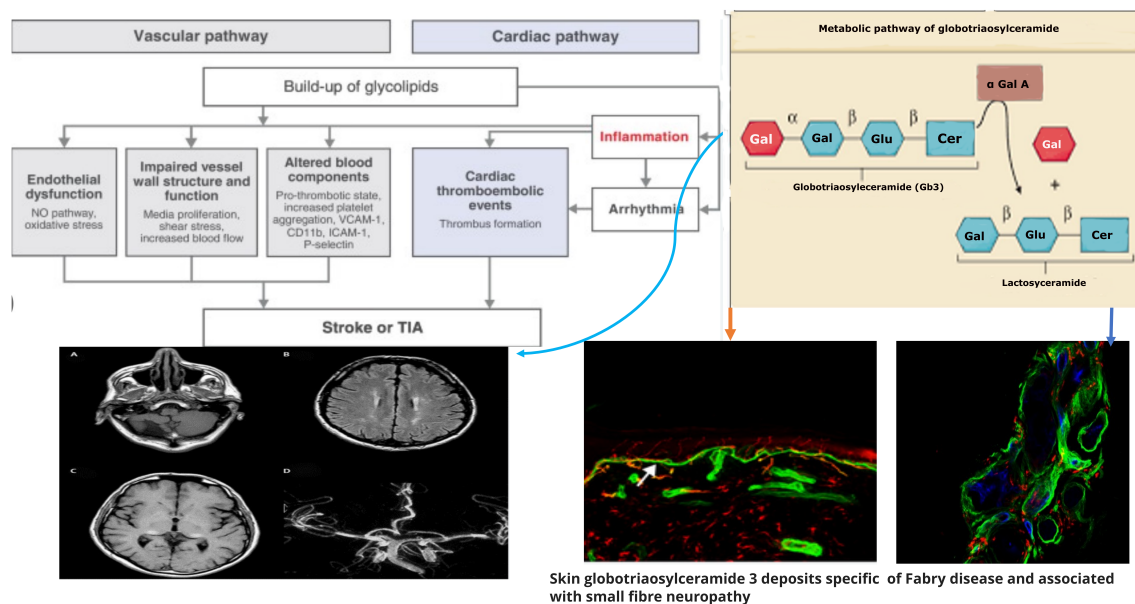 Vascular pathway
Cardiac pathway
Build-up of glycolipids
Inflammation
Endothelial
dysfunction
NO pathway,
oxidative stress
Impaired vessel
wall structure and
function
Media proliferation,
shear stress,
increased blood flow
Altered blood
components
Pro-thrombotic state,
increased platelet
aggregation, VCAM-1,
CD11b, ICAM-1,
P-selectin
Cardiac
thromboembolic
events
Thrombus formation
Arrhythmia
Stroke or TIA
)
Metabolic pathway of globotriaosylceramide
α Gal A
α
β
β
Gal
Gal
Glu
Cer
Gal
Globotriaosyleceramide (Gb3)
+
β
β
Gal
Glu
Cer
Lactosyceramide
A
B
C
D
Skin globotriaosylceramide 3 deposits specific of Fabry disease and associated
with small fibre neuropathy